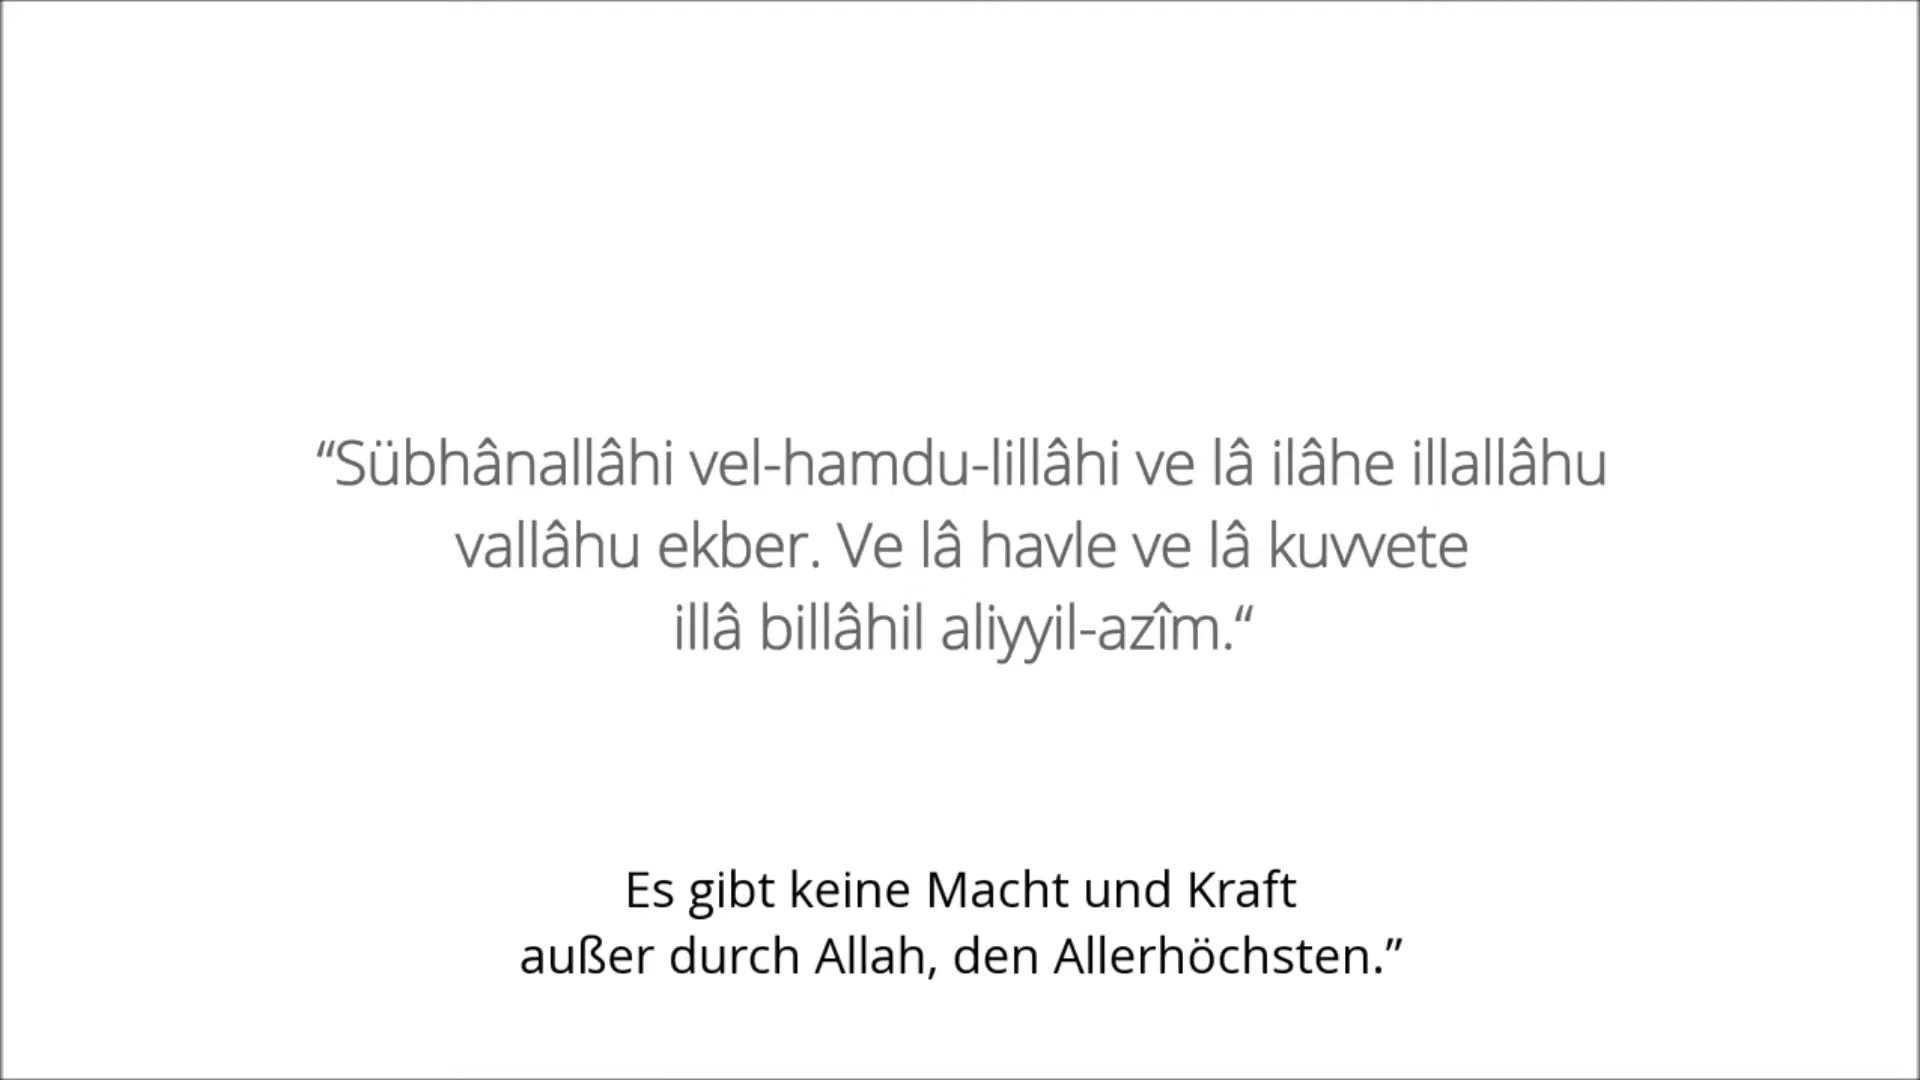 “Sübhânallâhi vel-hamdu-lillâhi ve lâ ilâhe illallâhu
vallâhu ekber. Ve lâ havle ve lâ kuvvete
illâ billâhil aliyyil-azîm.“
Es gibt keine Macht und Kraft
außer durch Allah, den Allerhöchsten.”